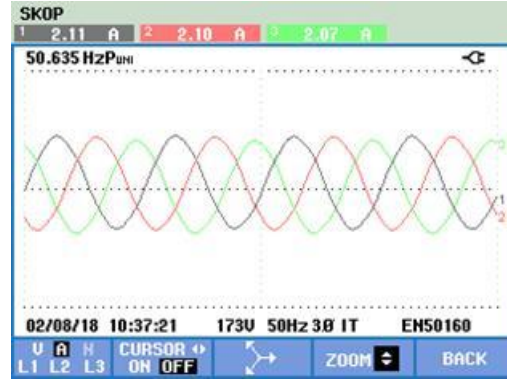 SKOP
1 2.11 A 2 2.10 A 3 2.07 A
50.635 HzPUNI
3
1
2
02/08/18 10:37:21 173V 50Hz 3.Ø IT EN50160
V A N CURSOR ZOOM BACK
L1 L2 L3 ON OFF